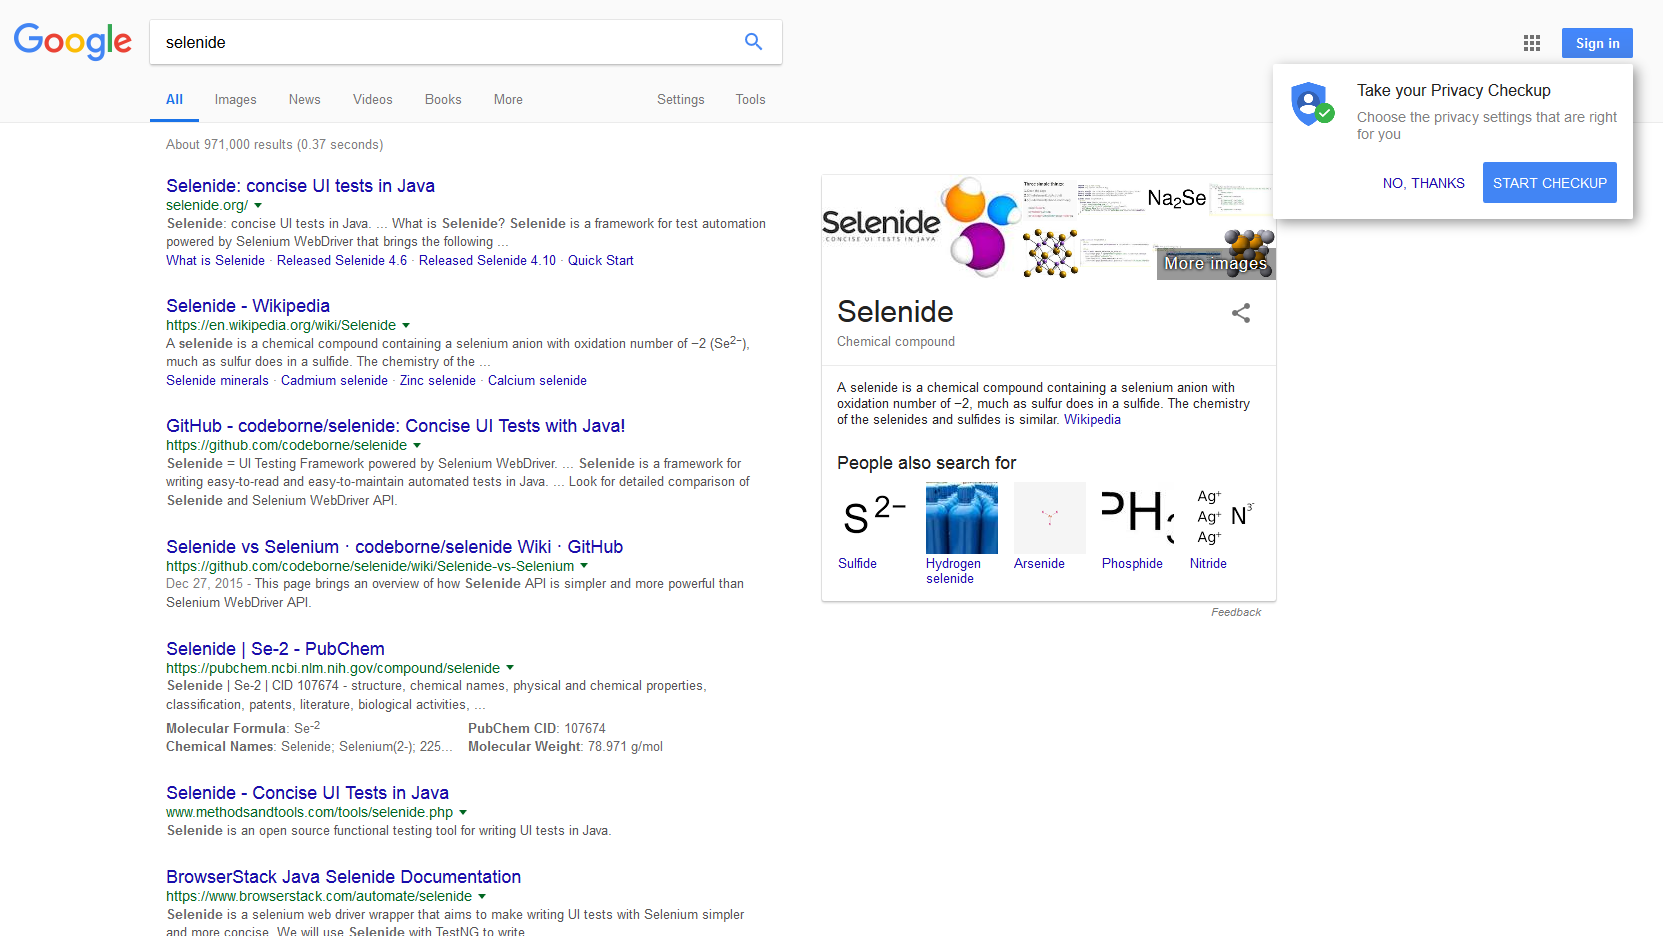 Google
selenide
Sign in
All Images News Videos Books More Settings Tools
Take your Privacy Checkup
Choose the privacy settings that are right
for you
NO, THANKS START CHECKUP
About 971,000 results (0.37 seconds)
Selenide: concise UI tests in Java
selenide.org/
Selenide: concise UI tests in Java. ... What is Selenide? Selenide is a framework for test automation
powered by Selenium WebDriver that brings the following ...
What is Selenide · Released Selenide 4.6 · Released Selenide 4.10 · Quick Start
Selenide - Wikipedia
https://en.wikipedia.org/wiki/Selenide
A selenide is a chemical compound containing a selenium anion with oxidation number of −2 (Se²⁻),
much as sulfur does in a sulfide. The chemistry of the ...
Selenide minerals · Cadmium selenide · Zinc selenide · Calcium selenide
GitHub - codeborne/selenide: Concise UI Tests with Java!
https://github.com/codeborne/selenide
Selenide = UI Testing Framework powered by Selenium WebDriver. ... Selenide is a framework for
writing easy-to-read and easy-to-maintain automated tests in Java. ... Look for detailed comparison of
Selenide and Selenium WebDriver API.
Selenide vs Selenium · codeborne/selenide Wiki · GitHub
https://github.com/codeborne/selenide/wiki/Selenide-vs-Selenium
Dec 27, 2015 - This page brings an overview of how Selenide API is simpler and more powerful than
Selenium WebDriver API.
Selenide | Se-2 - PubChem
https://pubchem.ncbi.nlm.nih.gov/compound/selenide
Selenide | Se-2 | CID 107674 - structure, chemical names, physical and chemical properties,
classification, patents, literature, biological activities, ...
Molecular Formula: Se⁻² PubChem CID: 107674
Chemical Names: Selenide; Selenium(2-); 225... Molecular Weight: 78.971 g/mol
Selenide - Concise UI Tests in Java
www.methodsandtools.com/tools/selenide.php
Selenide is an open source functional testing tool for writing UI tests in Java.
BrowserStack Java Selenide Documentation
https://www.browserstack.com/automate/selenide
Selenide is a selenium web driver wrapper that aims to make writing UI tests with Selenium simpler
and more concise. We will use Selenide with TestNG to write
Selenide
CONCISE UI TESTS IN JAVA
Three simple things:
Na₂Se
More images
Selenide
Chemical compound
A selenide is a chemical compound containing a selenium anion with
oxidation number of −2, much as sulfur does in a sulfide. The chemistry
of the selenides and sulfides is similar. Wikipedia
People also search for
S²⁻
PH
Ag⁺
Ag⁺ N³⁻
Ag⁺
Sulfide Hydrogen selenide Arsenide Phosphide Nitride
Feedback